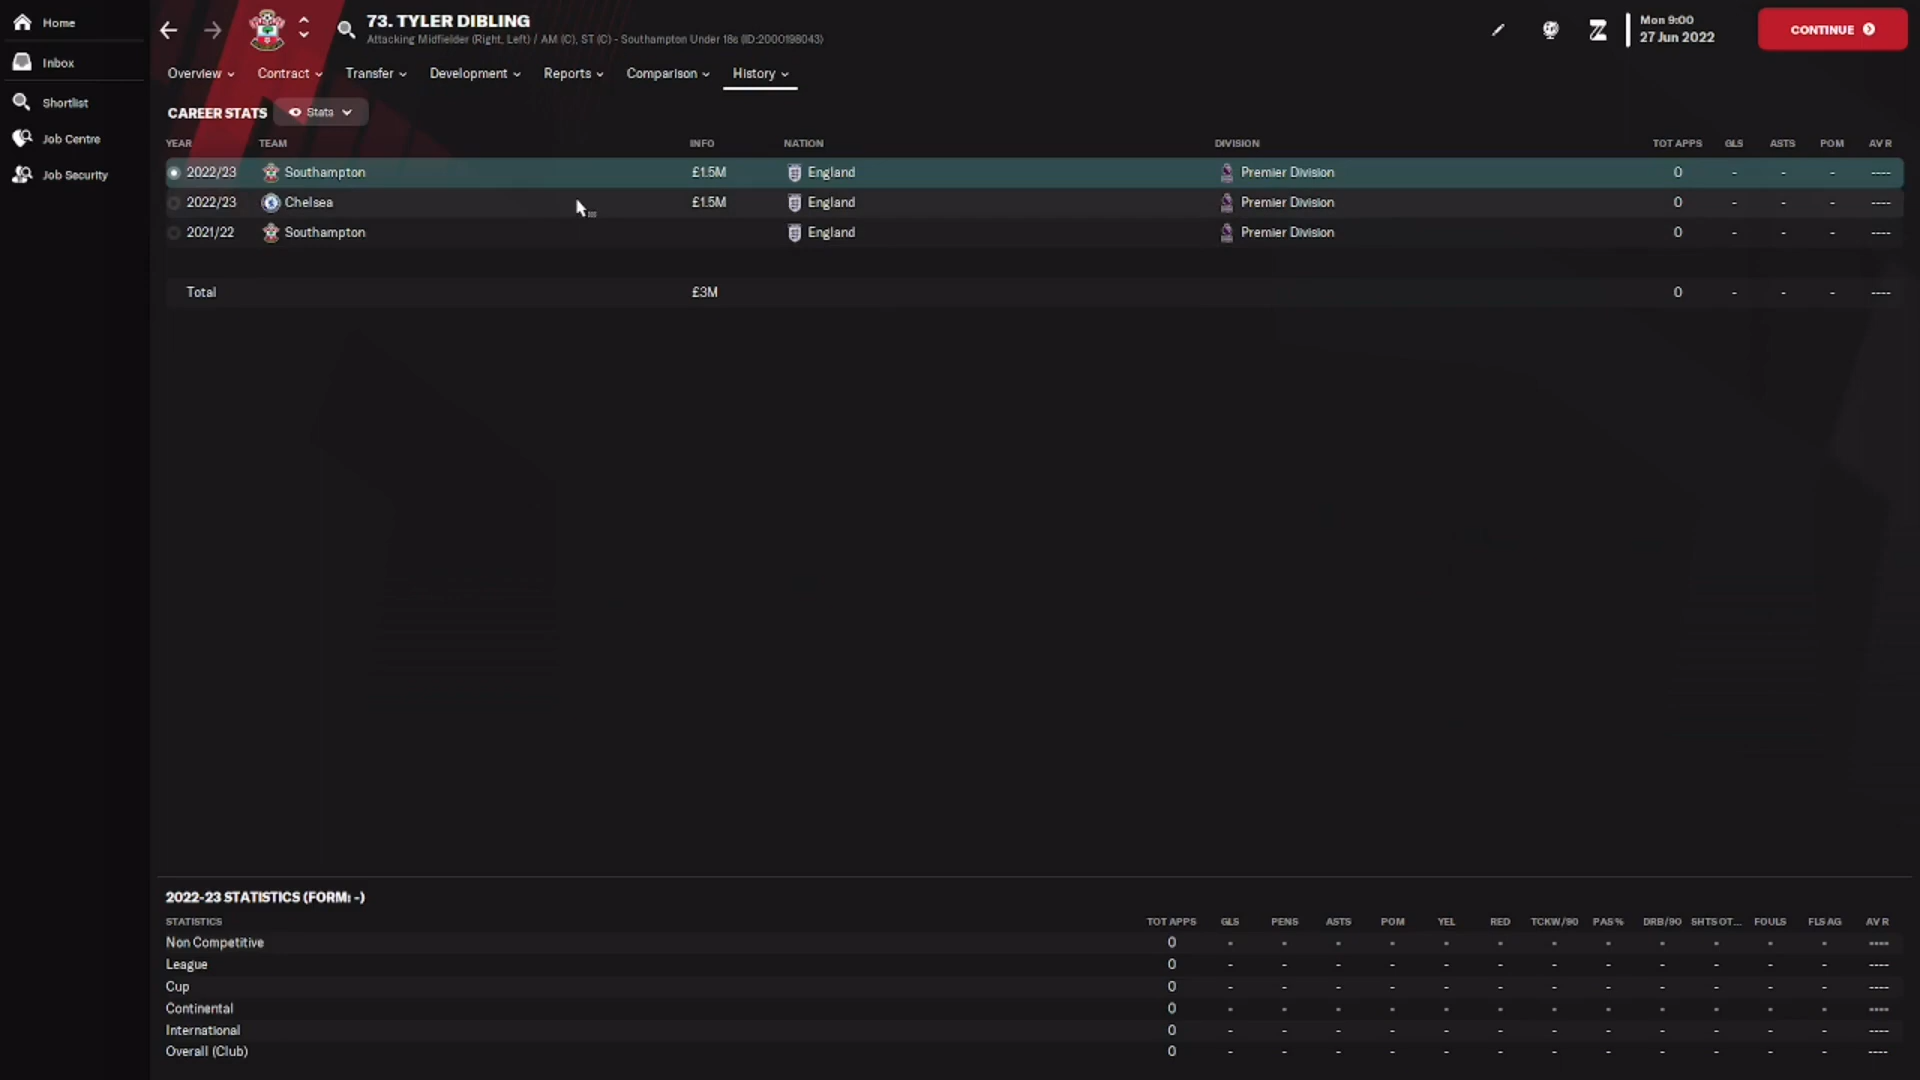 Home
Inbox
Shortlist
Job Centre
Job Security
73. TYLER DIBLING
Attacking Midfielder (Right, Left) / AM (C), ST (C) - Southampton Under 18s (ID:2000198043)
Mon 9:00
27 Jun 2022
CONTINUE
Overview Contract Transfer Development Reports Comparison History
CAREER STATS Stats
YEAR TEAM INFO NATION DIVISION TOT APPS GLS ASTS POM AV R
2022/23 Southampton £1.5M England Premier Division 0 - - - ----
2022/23 Chelsea £1.5M England Premier Division 0 - - - ----
2021/22 Southampton England Premier Division 0 - - - ----
Total £3M 0 - - - ----
2022-23 STATISTICS (FORM: -)
STATISTICS TOT APPS GLS PENS ASTS POM YEL RED TCKW/90 PAS % DRB/90 SHTS OT... FOULS FLS AG AV R
Non Competitive 0 - - - - - - - - - - - - ----
League 0 - - - - - - - - - - - - ----
Cup 0 - - - - - - - - - - - - ----
Continental 0 - - - - - - - - - - - - ----
International 0 - - - - - - - - - - - - ----
Overall (Club) 0 - - - - - - - - - - - - ----